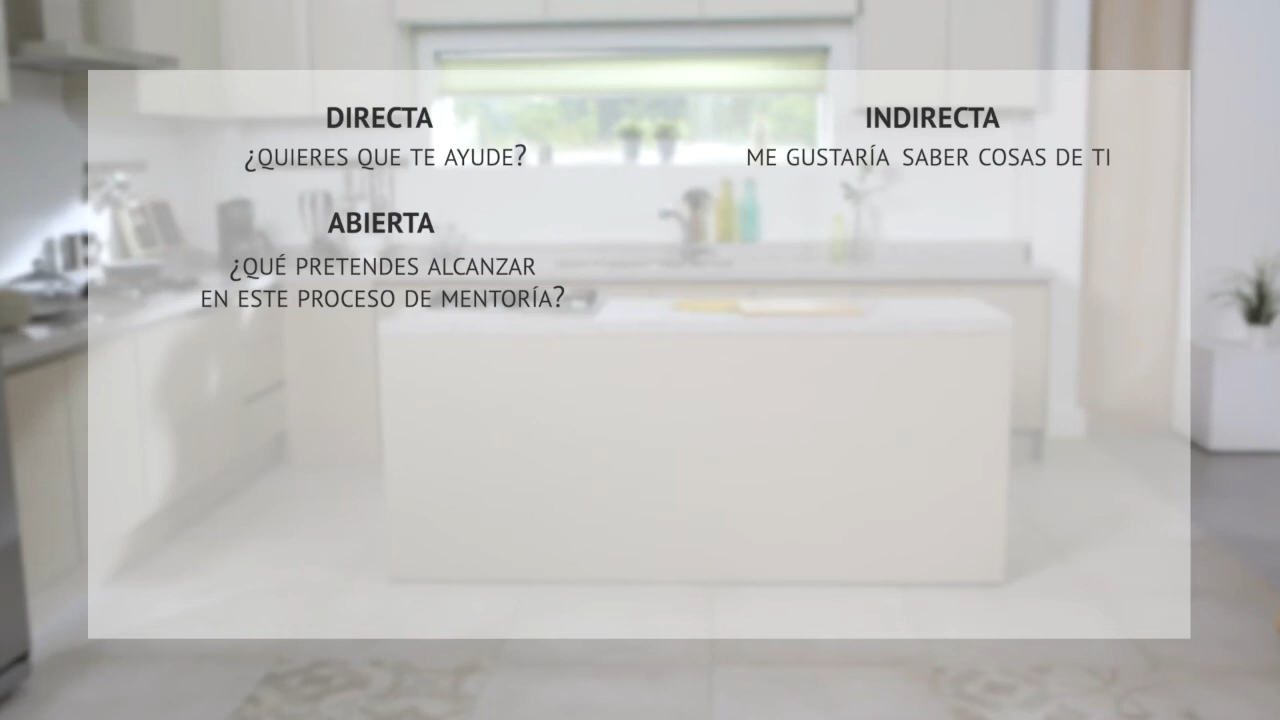 DIRECTA
¿QUIERES QUE TE AYUDE?
INDIRECTA
ME GUSTARÍA SABER COSAS DE TI
ABIERTA
¿QUÉ PRETENDES ALCANZAR
EN ESTE PROCESO DE MENTORÍA?